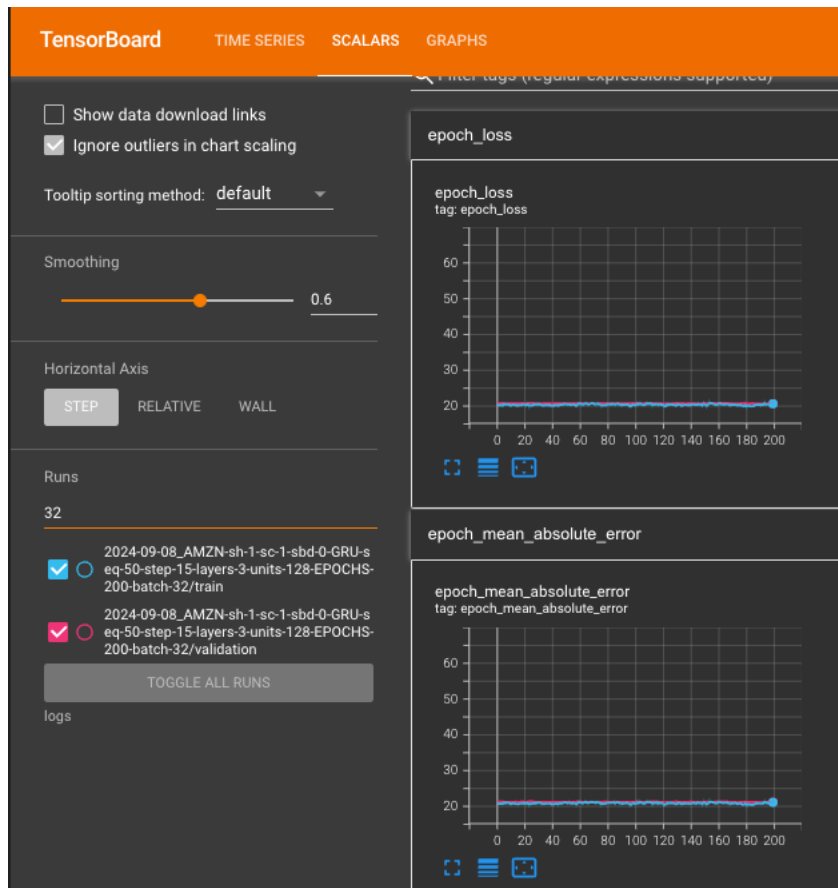 TensorBoard TIME SERIES SCALARS GRAPHS
Filter tags (regular expressions supported)
Show data download links
Ignore outliers in chart scaling
Tooltip sorting method: default
Smoothing
0.6
Horizontal Axis
STEP RELATIVE WALL
Runs
32
2024-09-08_AMZN-sh-1-sc-1-sbd-0-GRU-s
eq-50-step-15-layers-3-units-128-EPOCHS-
200-batch-32/train
2024-09-08_AMZN-sh-1-sc-1-sbd-0-GRU-s
eq-50-step-15-layers-3-units-128-EPOCHS-
200-batch-32/validation
TOGGLE ALL RUNS
logs
epoch_loss
epoch_loss
tag: epoch_loss
60
50
40
30
20
0 20 40 60 80 100 120 140 160 180 200
epoch_mean_absolute_error
epoch_mean_absolute_error
tag: epoch_mean_absolute_error
60
50
40
30
20
0 20 40 60 80 100 120 140 160 180 200